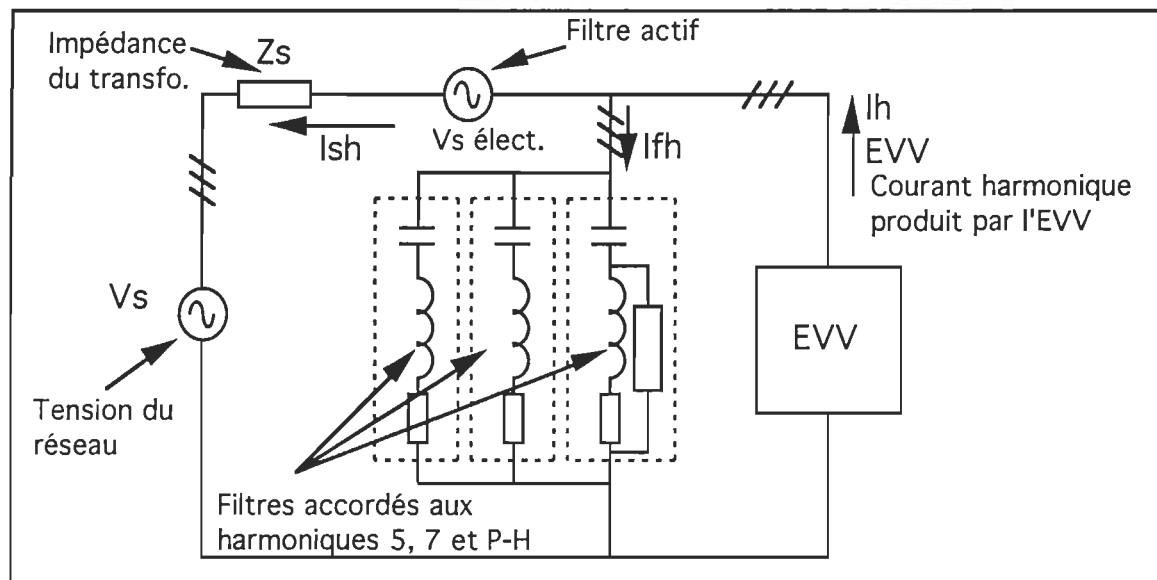 Impédance
du transfo.
Zs
Filtre actif
Ish
Vs élect.
Ifh
Ih
EVV
Courant harmonique
produit par l'EVV
Vs
EVV
Tension du
réseau
Filtres accordés aux
harmoniques 5, 7 et P-H